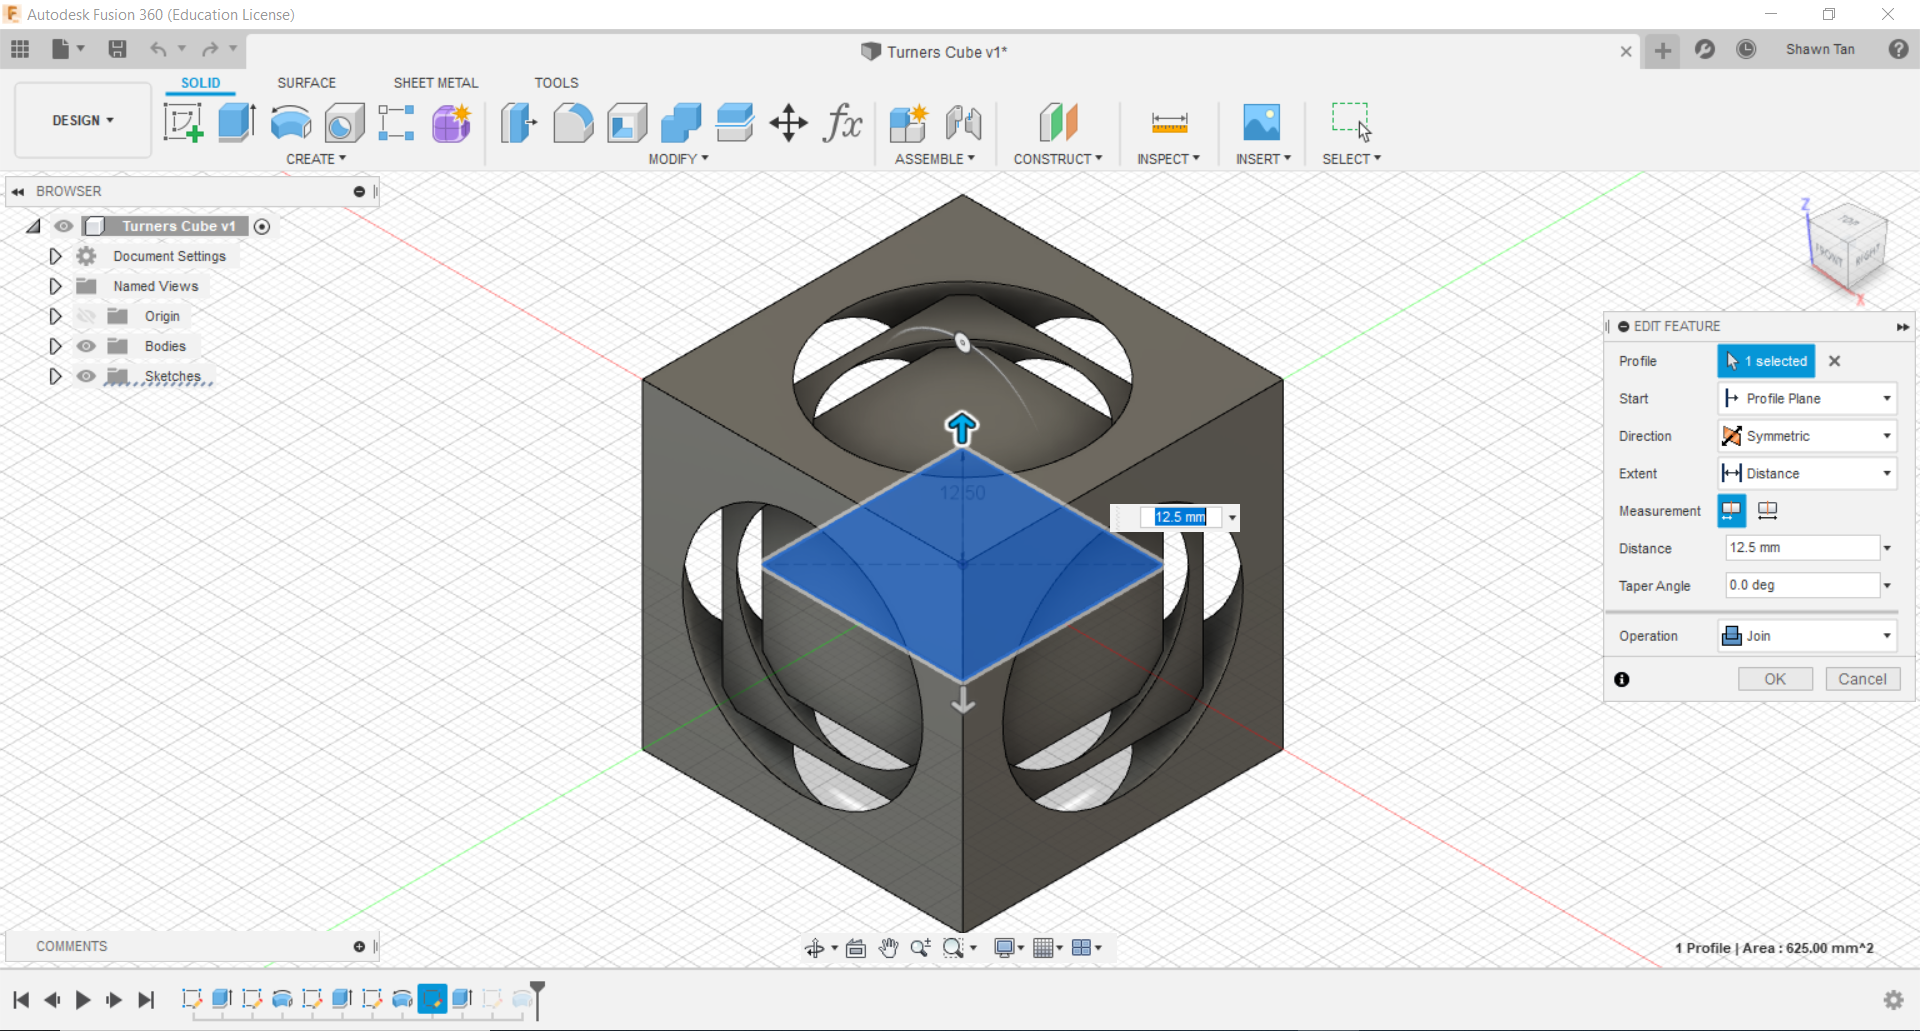 Autodesk Fusion 360 (Education License)
Turners Cube v1*
Shawn Tan
SOLID SURFACE SHEET METAL TOOLS
DESIGN
CREATE MODIFY ASSEMBLE CONSTRUCT INSPECT INSERT SELECT
BROWSER
Turners Cube v1
Document Settings
Named Views
Origin
Bodies
Sketches
Z
TOP
FRONT
RIGHT
X
12.50
12.5 mm
EDIT FEATURE
Profile 1 selected
Start Profile Plane
Direction Symmetric
Extent Distance
Measurement
Distance 12.5 mm
Taper Angle 0.0 deg
Operation Join
OK Cancel
COMMENTS
1 Profile | Area : 625.00 mm^2